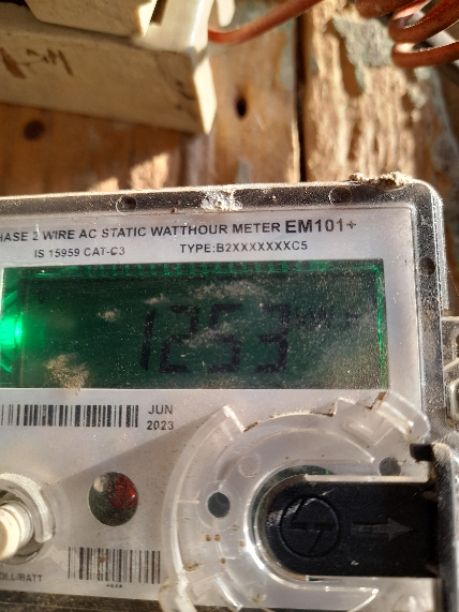 HASE 2 WIRE AC STATIC WATTHOUR METER EM101+
IS 15959 CAT-C3 TYPE:B2XXXXXXXC5
1253
JUN
2023